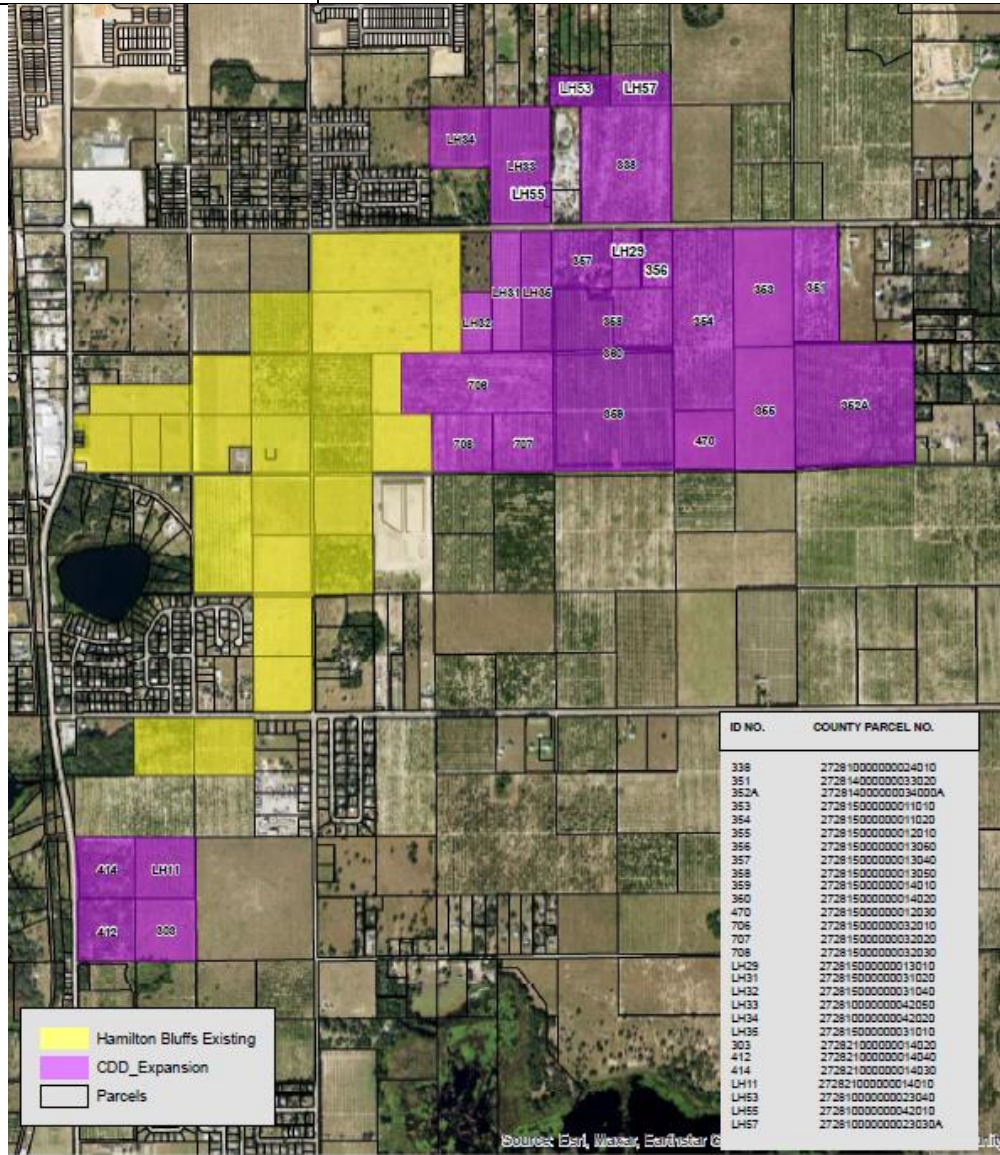 LH53 LH57
LH34
LH33
338
LH55
357 LH29
356
LH31 LH35
353 351
LH32
358
354
360
706
359
355
352A
708 707
470
ID NO. COUNTY PARCEL NO.
338 272810000000024010
351 272814000000033020
352A 272814000000034000A
353 272815000000011010
354 272815000000011020
355 272815000000012010
356 272815000000013060
357 272815000000013040
358 272815000000013050
359 272815000000014010
360 272815000000014020
470 272815000000012030
706 272815000000032010
707 272815000000032020
708 272815000000032030
LH29 272815000000013010
LH31 272815000000031020
LH32 272815000000031040
LH33 272810000000042050
LH34 272810000000042020
LH35 272815000000031010
303 272821000000014020
412 272821000000014040
414 272821000000014030
LH11 272821000000014010
LH53 272810000000023040
LH55 272810000000042010
LH57 272810000000023030A
414 LH11
412 303
Hamilton Bluffs Existing
CDD_Expansion
Parcels
Source: Esri, Maxar, Earthstar